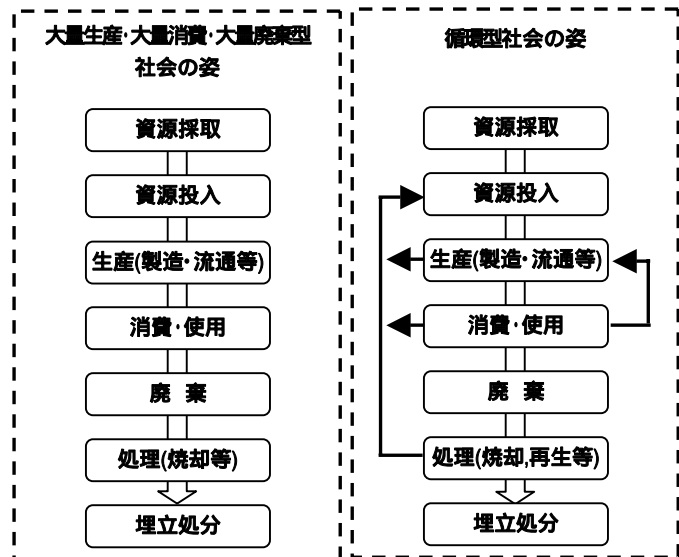 大量生産･大量消費･大量廃棄型
社会の姿
資源採取
資源投入
生産(製造･流通等)
消費･使用
廃 棄
処理(焼却等)
埋立処分
循環型社会の姿
資源採取
資源投入
生産(製造･流通等)
消費･使用
廃 棄
処理(焼却,再生等)
埋立処分